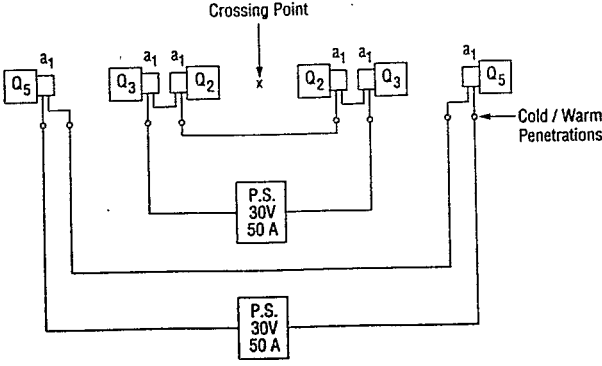 Crossing Point
a1 a1 a1 a1 a1 a1
Q5 Q3 Q2 x Q2 Q3 Q5
Cold / Warm
Penetrations
P.S.
30V
50 A
P.S.
30V
50 A